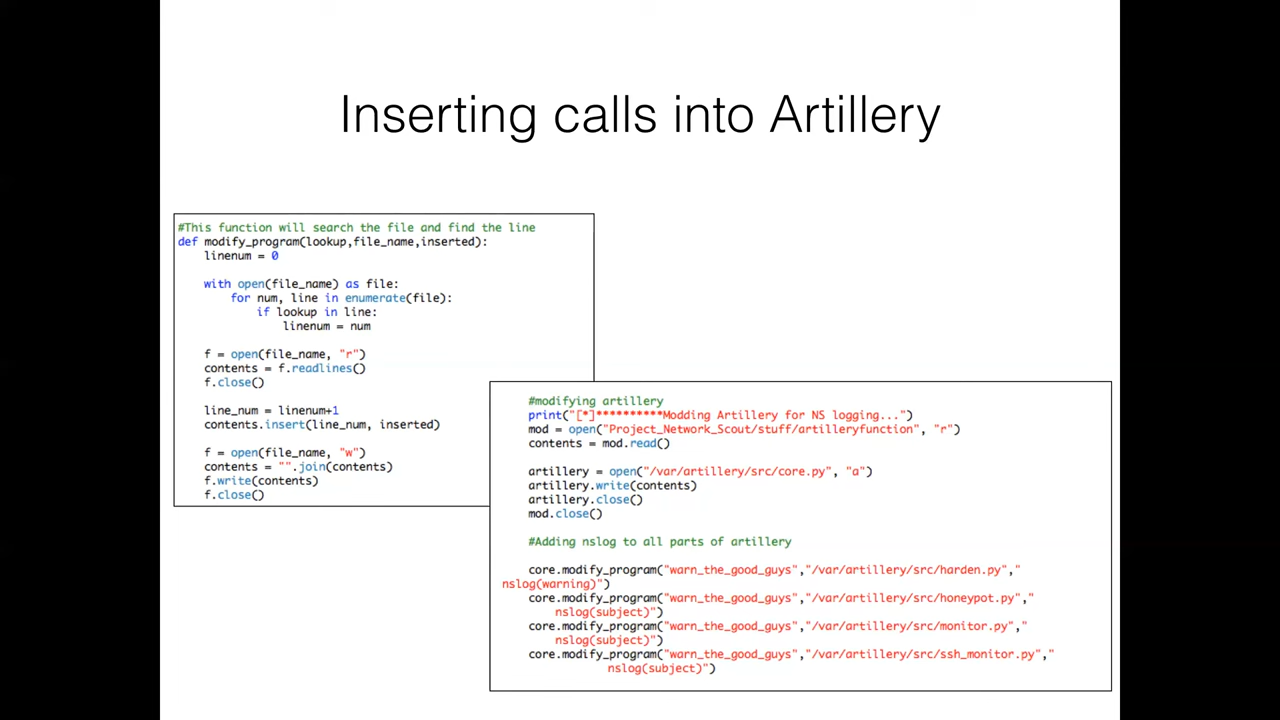 Inserting calls into Artillery
#This function will search the file and find the line
def modify_program(lookup,file_name,inserted):
    linenum = 0
    with open(file_name) as file:
        for num, line in enumerate(file):
            if lookup in line:
                linenum = num
    f = open(file_name, "r")
    contents = f.readlines()
    f.close()
    line_num = linenum+1
    contents.insert(line_num, inserted)
    f = open(file_name, "w")
    contents = "".join(contents)
    f.write(contents)
    f.close()
    #modifying artillery
    print("[*]**********Modding Artillery for NS logging...")
    mod = open("Project_Network_Scout/stuff/artilleryfunction", "r")
    contents = mod.read()
    artillery = open("/var/artillery/src/core.py", "a")
    artillery.write(contents)
    artillery.close()
    mod.close()
    #Adding nslog to all parts of artillery
    core.modify_program("warn_the_good_guys","/var/artillery/src/harden.py","
nslog(warning)")
    core.modify_program("warn_the_good_guys","/var/artillery/src/honeypot.py","
        nslog(subject)")
    core.modify_program("warn_the_good_guys","/var/artillery/src/monitor.py","
        nslog(subject)")
    core.modify_program("warn_the_good_guys","/var/artillery/src/ssh_monitor.py","
                nslog(subject)")